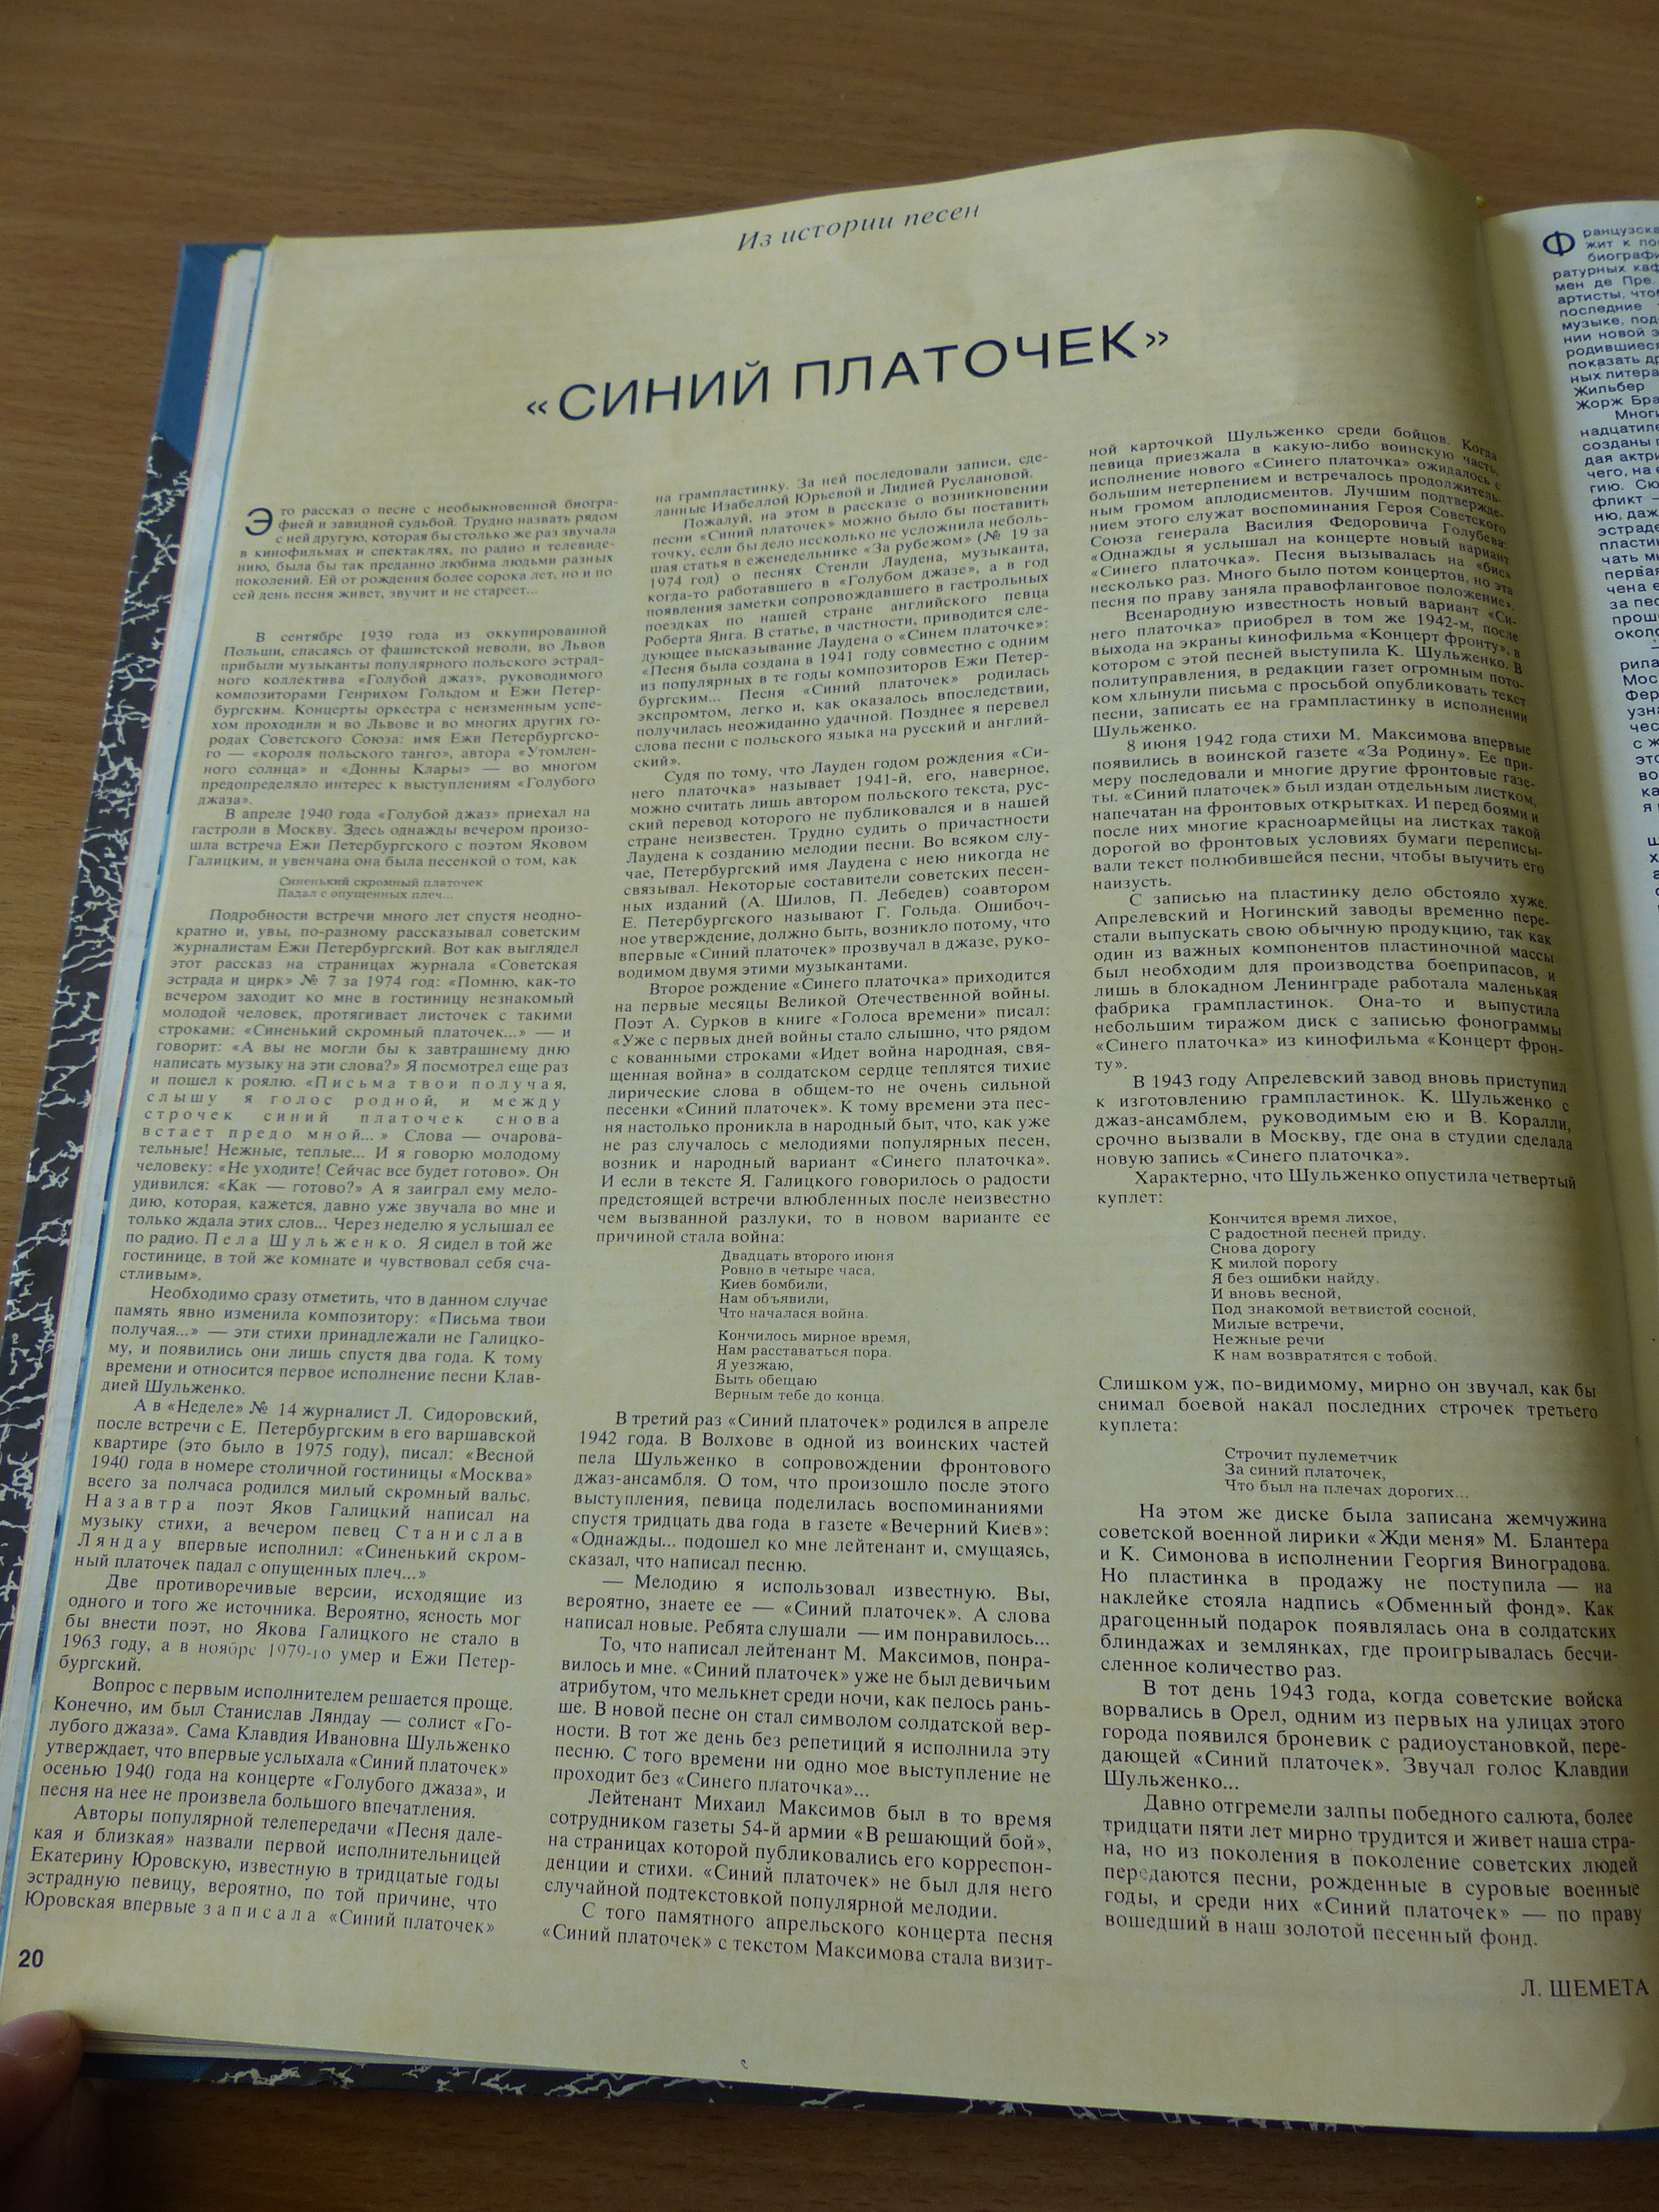 Из истории песен
«СИНИЙ ПЛАТОЧЕК»
Это рассказ о песне с необыкновенной биогра-
фией и завидной судьбой. Трудно назвать рядом
с ней другую, которая бы столько же раз звучала
в кинофильмах и спектаклях, по радио и телевиде-
нию, была бы так преданно любима людьми разных
поколений. Ей от рождения более сорока лет, но и по
сей день песня живет, звучит и не стареет...
В сентябре 1939 года из оккупированной
Польши, спасаясь от фашистской неволи, во Львов
прибыли музыканты популярного польского эстрад-
ного коллектива «Голубой джаз», руководимого
композиторами Генрихом Гольдом и Ежи Петер-
бургским. Концерты оркестра с неизменным успе-
хом проходили и во Львове и во многих других го-
родах Советского Союза: имя Ежи Петербургско-
го — «короля польского танго», автора «Утомлен-
ного солнца» и «Донны Клары» — во многом
предопределяло интерес к выступлениям «Голубого
джаза».
В апреле 1940 года «Голубой джаз» приехал на
гастроли в Москву. Здесь однажды вечером произо-
шла встреча Ежи Петербургского с поэтом Яковом
Галицким, и увенчана она была песенкой о том, как
Синенький скромный платочек
Падал с опущенных плеч...
Подробности встречи много лет спустя неодно-
кратно и, увы, по-разному рассказывал советским
журналистам Ежи Петербургский. Вот как выглядел
этот рассказ на страницах журнала «Советская
эстрада и цирк» № 7 за 1974 год: «Помню, как-то
вечером заходит ко мне в гостиницу незнакомый
молодой человек, протягивает листочек с такими
строками: «Синенький скромный платочек...» — и
говорит: «А вы не могли бы к завтрашнему дню
написать музыку на эти слова?» Я посмотрел еще раз
и пошел к роялю. «Письма твои получая,
слышу я голос родной, и между
строчек синий платочек снова
встает предо мной...» Слова — очарова-
тельные! Нежные, теплые... И я говорю молодому
человеку: «Не уходите! Сейчас все будет готово». Он
удивился: «Как — готово?» А я заиграл ему мело-
дию, которая, кажется, давно уже звучала во мне и
только ждала этих слов... Через неделю я услышал ее
по радио. Пела Шульженко. Я сидел в той же
гостинице, в той же комнате и чувствовал себя сча-
стливым».
Необходимо сразу отметить, что в данном случае
память явно изменила композитору: «Письма твои
получая...» — эти стихи принадлежали не Галицко-
му, и появились они лишь спустя два года. К тому
времени и относится первое исполнение песни Клав-
дией Шульженко.
А в «Неделе» № 14 журналист Л. Сидоровский,
после встречи с Е. Петербургским в его варшавской
квартире (это было в 1975 году), писал: «Весной
1940 года в номере столичной гостиницы «Москва»
всего за полчаса родился милый скромный вальс.
Назавтра поэт Яков Галицкий написал на
музыку стихи, а вечером певец Станислав
Ляндау впервые исполнил: «Синенький скром-
ный платочек падал с опущенных плеч...»
Две противоречивые версии, исходящие из
одного и того же источника. Вероятно, ясность мог
бы внести поэт, но Якова Галицкого не стало в
1963 году, а в ноябре 1979-го умер и Ежи Петер-
бургский.
Вопрос с первым исполнителем решается проще.
Конечно, им был Станислав Ляндау — солист «Го-
лубого джаза». Сама Клавдия Ивановна Шульженко
утверждает, что впервые услыхала «Синий платочек»
осенью 1940 года на концерте «Голубого джаза», и
песня на нее не произвела большого впечатления.
Авторы популярной телепередачи «Песня дале-
кая и близкая» назвали первой исполнительницей
Екатерину Юровскую, известную в тридцатые годы
эстрадную певицу, вероятно, по той причине, что
Юровская впервые записала «Синий платочек»
20
на грампластинку. За ней последовали записи, сде-
ланные Изабеллой Юрьевой и Лидией Руслановой.
Пожалуй, на этом в рассказе о возникновении
песни «Синий платочек» можно было бы поставить
точку, если бы дело несколько не усложнила неболь-
шая статья в еженедельнике «За рубежом» (№ 19 за
1974 год) о песнях Стенли Лаудена, музыканта,
когда-то работавшего в «Голубом джазе», а в год
появления заметки сопровождавшего в гастрольных
поездках по нашей стране английского певца
Роберта Янга. В статье, в частности, приводится сле-
дующее высказывание Лаудена о «Синем платочке»:
«Песня была создана в 1941 году совместно с одним
из популярных в те годы композиторов Ежи Петер-
бургским... Песня «Синий платочек» родилась
экспромтом, легко и, как оказалось впоследствии,
получилась неожиданно удачной. Позднее я перевел
слова песни с польского языка на русский и англий-
ский».
Судя по тому, что Лауден годом рождения «Си-
него платочка» называет 1941-й, его, наверное,
можно считать лишь автором польского текста, рус-
ский перевод которого не публиковался и в нашей
стране неизвестен. Трудно судить о причастности
Лаудена к созданию мелодии песни. Во всяком слу-
чае, Петербургский имя Лаудена с нею никогда не
связывал. Некоторые составители советских песен-
ных изданий (А. Шилов, П. Лебедев) соавтором
Е. Петербургского называют Г. Гольда. Ошибоч-
ное утверждение, должно быть, возникло потому, что
впервые «Синий платочек» прозвучал в джазе, руко-
водимом двумя этими музыкантами.
Второе рождение «Синего платочка» приходится
на первые месяцы Великой Отечественной войны.
Поэт А. Сурков в книге «Голоса времени» писал:
«Уже с первых дней войны стало слышно, что рядом
с кованными строками «Идет война народная, свя-
щенная война» в солдатском сердце теплятся тихие
лирические слова в общем-то не очень сильной
песенки «Синий платочек». К тому времени эта пес-
ня настолько проникла в народный быт, что, как уже
не раз случалось с мелодиями популярных песен,
возник и народный вариант «Синего платочка».
И если в тексте Я. Галицкого говорилось о радости
предстоящей встречи влюбленных после неизвестно
чем вызванной разлуки, то в новом варианте ее
причиной стала война:
Двадцать второго июня
Ровно в четыре часа,
Киев бомбили,
Нам объявили,
Что началася война.
Кончилось мирное время,
Нам расставаться пора.
Я уезжаю,
Быть обещаю
Верным тебе до конца.
В третий раз «Синий платочек» родился в апреле
1942 года. В Волхове в одной из воинских частей
пела Шульженко в сопровождении фронтового
джаз-ансамбля. О том, что произошло после этого
выступления, певица поделилась воспоминаниями
спустя тридцать два года в газете «Вечерний Киев»:
«Однажды... подошел ко мне лейтенант и, смущаясь,
сказал, что написал песню.
— Мелодию я использовал известную. Вы,
вероятно, знаете ее — «Синий платочек». А слова
написал новые. Ребята слушали — им понравилось...
То, что написал лейтенант М. Максимов, понра-
вилось и мне. «Синий платочек» уже не был девичьим
атрибутом, что мелькнет среди ночи, как пелось рань-
ше. В новой песне он стал символом солдатской вер-
ности. В тот же день без репетиций я исполнила эту
песню. С того времени ни одно мое выступление не
проходит без «Синего платочка»...
Лейтенант Михаил Максимов был в то время
сотрудником газеты 54-й армии «В решающий бой»,
на страницах которой публиковались его корреспон-
денции и стихи. «Синий платочек» не был для него
случайной подтекстовкой популярной мелодии.
С того памятного апрельского концерта песня
«Синий платочек» с текстом Максимова стала визит-
ной карточкой Шульженко среди бойцов. Когда
певица приезжала в какую-либо воинскую часть,
исполнение нового «Синего платочка» ожидалось с
большим нетерпением и встречалось продолжитель-
ным громом аплодисментов. Лучшим подтвержде-
нием этого служат воспоминания Героя Советского
Союза генерала Василия Федоровича Голубева:
«Однажды я услышал на концерте новый вариант
«Синего платочка». Песня вызывалась на «бис»
несколько раз. Много было потом концертов, но эта
песня по праву заняла правофланговое положение».
Всенародную известность новый вариант «Си-
него платочка» приобрел в том же 1942-м, после
выхода на экраны кинофильма «Концерт фронту», в
котором с этой песней выступила К. Шульженко. В
политуправления, в редакции газет огромным пото-
ком хлынули письма с просьбой опубликовать текст
песни, записать ее на грампластинку в исполнении
Шульженко.
8 июня 1942 года стихи М. Максимова впервые
появились в воинской газете «За Родину». Ее при-
меру последовали и многие другие фронтовые газе-
ты. «Синий платочек» был издан отдельным листком,
напечатан на фронтовых открытках. И перед боями и
после них многие красноармейцы на листках такой
дорогой во фронтовых условиях бумаги переписы-
вали текст полюбившейся песни, чтобы выучить его
наизусть.
С записью на пластинку дело обстояло хуже.
Апрелевский и Ногинский заводы временно пере-
стали выпускать свою обычную продукцию, так как
один из важных компонентов пластиночной массы
был необходим для производства боеприпасов, и
лишь в блокадном Ленинграде работала маленькая
фабрика грампластинок. Она-то и выпустила
небольшим тиражом диск с записью фонограммы
«Синего платочка» из кинофильма «Концерт фрон-
ту».
В 1943 году Апрелевский завод вновь приступил
к изготовлению грампластинок. К. Шульженко с
джаз-ансамблем, руководимым ею и В. Коралли,
срочно вызвали в Москву, где она в студии сделала
новую запись «Синего платочка».
Характерно, что Шульженко опустила четвертый
куплет:
Кончится время лихое,
С радостной песней приду.
Снова дорогу
К милой порогу
Я без ошибки найду.
И вновь весной,
Под знакомой ветвистой сосной,
Милые встречи,
Нежные речи
К нам возвратятся с тобой.
Слишком уж, по-видимому, мирно он звучал, как бы
снимал боевой накал последних строчек третьего
куплета:
Строчит пулеметчик
За синий платочек,
Что был на плечах дорогих...
На этом же диске была записана жемчужина
советской военной лирики «Жди меня» М. Блантера
и К. Симонова в исполнении Георгия Виноградова.
Но пластинка в продажу не поступила — на
наклейке стояла надпись «Обменный фонд». Как
драгоценный подарок появлялась она в солдатских
блиндажах и землянках, где проигрывалась бесчи-
сленное количество раз.
В тот день 1943 года, когда советские войска
ворвались в Орел, одним из первых на улицах этого
города появился броневик с радиоустановкой, пере-
дающей «Синий платочек». Звучал голос Клавдии
Шульженко...
Давно отгремели залпы победного салюта, более
тридцати пяти лет мирно трудится и живет наша стра-
на, но из поколения в поколение советских людей
передаются песни, рожденные в суровые военные
годы, и среди них «Синий платочек» — по праву
вошедший в наш золотой песенный фонд.
Л. ШЕМЕТА